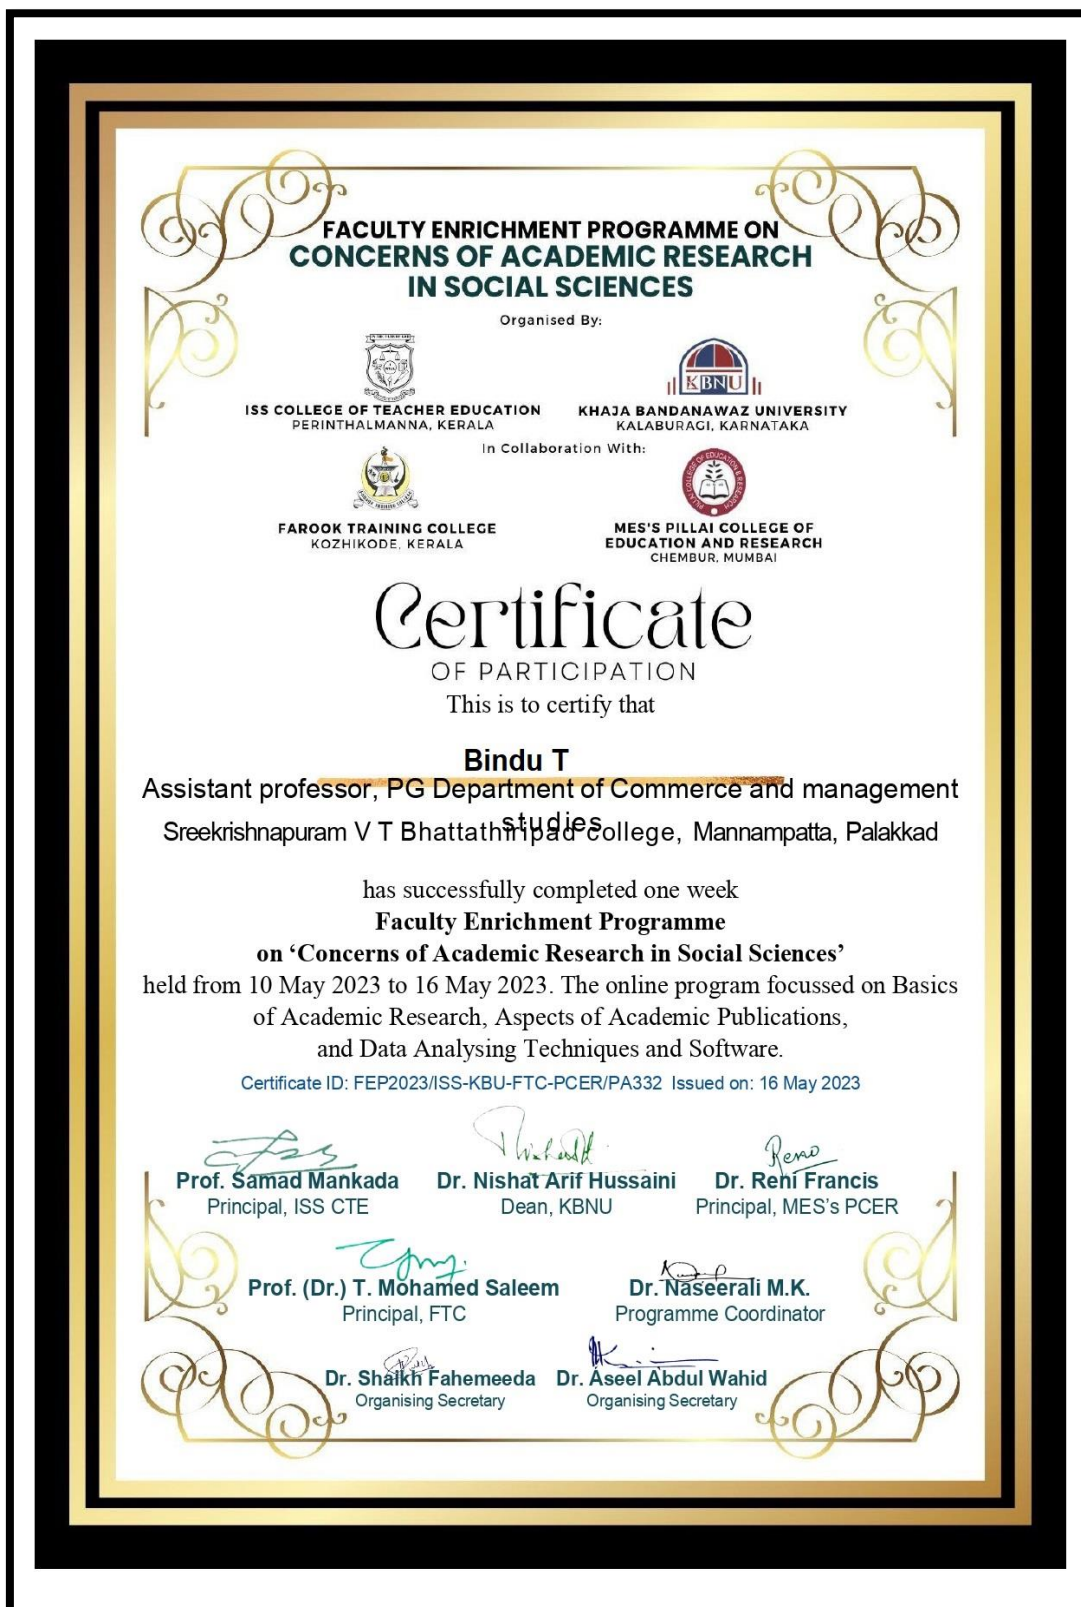 FACULTY ENRICHMENT PROGRAMME ON
CONCERNS OF ACADEMIC RESEARCH
IN SOCIAL SCIENCES
Organised By:
KBNU
ISS COLLEGE OF TEACHER EDUCATION
PERINTHALMANNA, KERALA
KHAJA BANDANAWAZ UNIVERSITY
KALABURAGI, KARNATAKA
In Collaboration With:
PILLAI COLLEGE OF EDUCATION & RESEARCH
FAROOK TRAINING COLLEGE
KOZHIKODE, KERALA
MES'S PILLAI COLLEGE OF
EDUCATION AND RESEARCH
CHEMBUR, MUMBAI
Certificate
OF PARTICIPATION
This is to certify that
Bindu T
Assistant professor, PG Department of Commerce and management
studies
Sreekrishnapuram V T Bhattathiripad college, Mannampatta, Palakkad
has successfully completed one week
Faculty Enrichment Programme
on ‘Concerns of Academic Research in Social Sciences’
held from 10 May 2023 to 16 May 2023. The online program focussed on Basics
of Academic Research, Aspects of Academic Publications,
and Data Analysing Techniques and Software.
Certificate ID: FEP2023/ISS-KBU-FTC-PCER/PA332 Issued on: 16 May 2023
Prof. Samad Mankada
Principal, ISS CTE
Dr. Nishat Arif Hussaini
Dean, KBNU
Reno
Dr. Reni Francis
Principal, MES’s PCER
Prof. (Dr.) T. Mohamed Saleem
Principal, FTC
Dr. Naseerali M.K.
Programme Coordinator
Dr. Shaikh Fahemeeda
Organising Secretary
Dr. Aseel Abdul Wahid
Organising Secretary